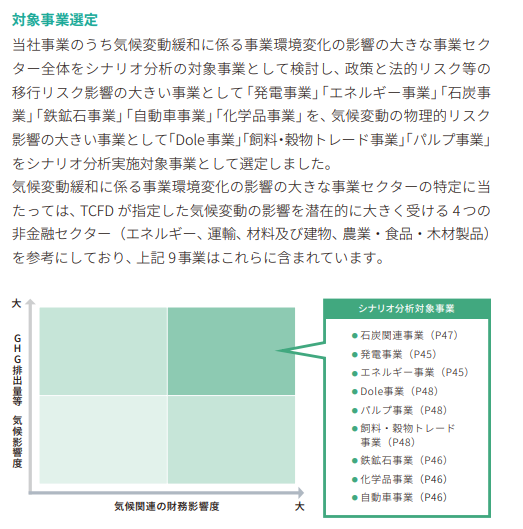 対象事業選定
当社事業のうち気候変動緩和に係る事業環境変化の影響の大きな事業セク
ター全体をシナリオ分析の対象事業として検討し、政策と法的リスク等の
移行リスク影響の大きい事業として「発電事業」「エネルギー事業」「石炭事
業」「鉄鉱石事業」「自動車事業」「化学品事業」を、気候変動の物理的リスク
影響の大きい事業として「Dole事業」「飼料・穀物トレード事業」「パルプ事業」
をシナリオ分析実施対象事業として選定しました。
気候変動緩和に係る事業環境変化の影響の大きな事業セクターの特定に当
たっては、TCFDが指定した気候変動の影響を潜在的に大きく受ける4つの
非金融セクター（エネルギー、運輸、材料及び建物、農業・食品・木材製品）
を参考にしており、上記9事業はこれらに含まれています。
大
GHG排出量等 気候影響度
気候関連の財務影響度
大
シナリオ分析対象事業
●石炭関連事業（P47）
●発電事業（P45）
●エネルギー事業（P45）
●Dole事業（P48）
●パルプ事業（P48）
●飼料・穀物トレード
事業（P48）
●鉄鉱石事業（P46）
●化学品事業（P46）
●自動車事業（P46）